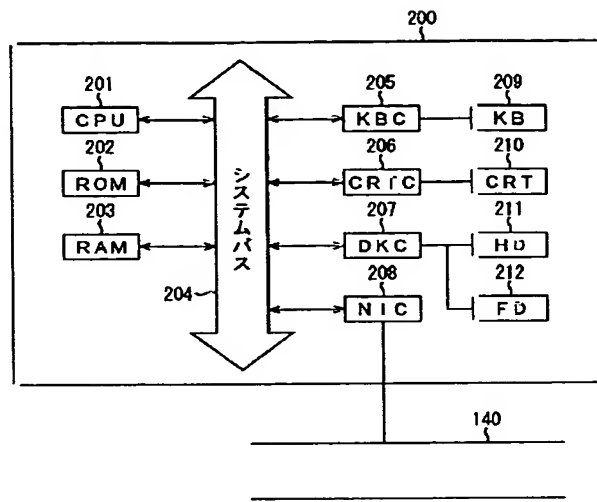 200
201
CPU
202
ROM
203
RAM
204
システムバス
205
KBC
206
CRTC
207
DKC
208
NIC
209
KB
210
CRT
211
HD
212
FD
140